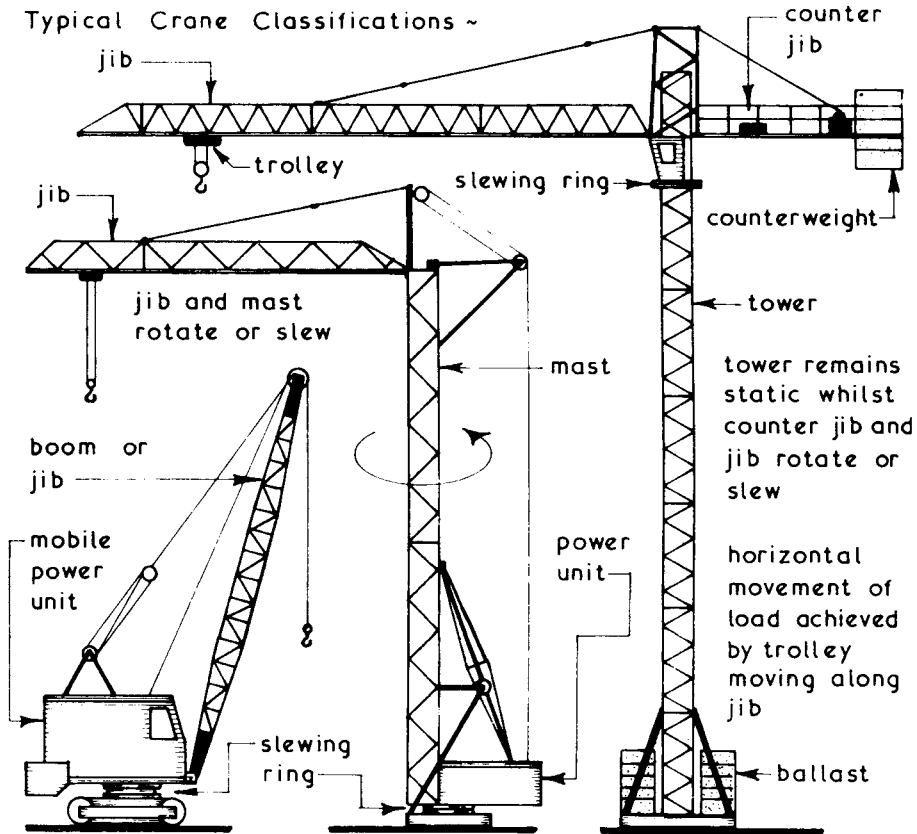 Typical Crane Classifications ~
counter
jib
jib
trolley
slewing ring
counterweight
jib
jib and mast
rotate or slew
tower
mast
tower remains
static whilst
counter jib and
jib rotate or
slew
boom or
jib
mobile
power
unit
power
unit
horizontal
movement of
load achieved
by trolley
moving along
jib
slewing
ring
ballast